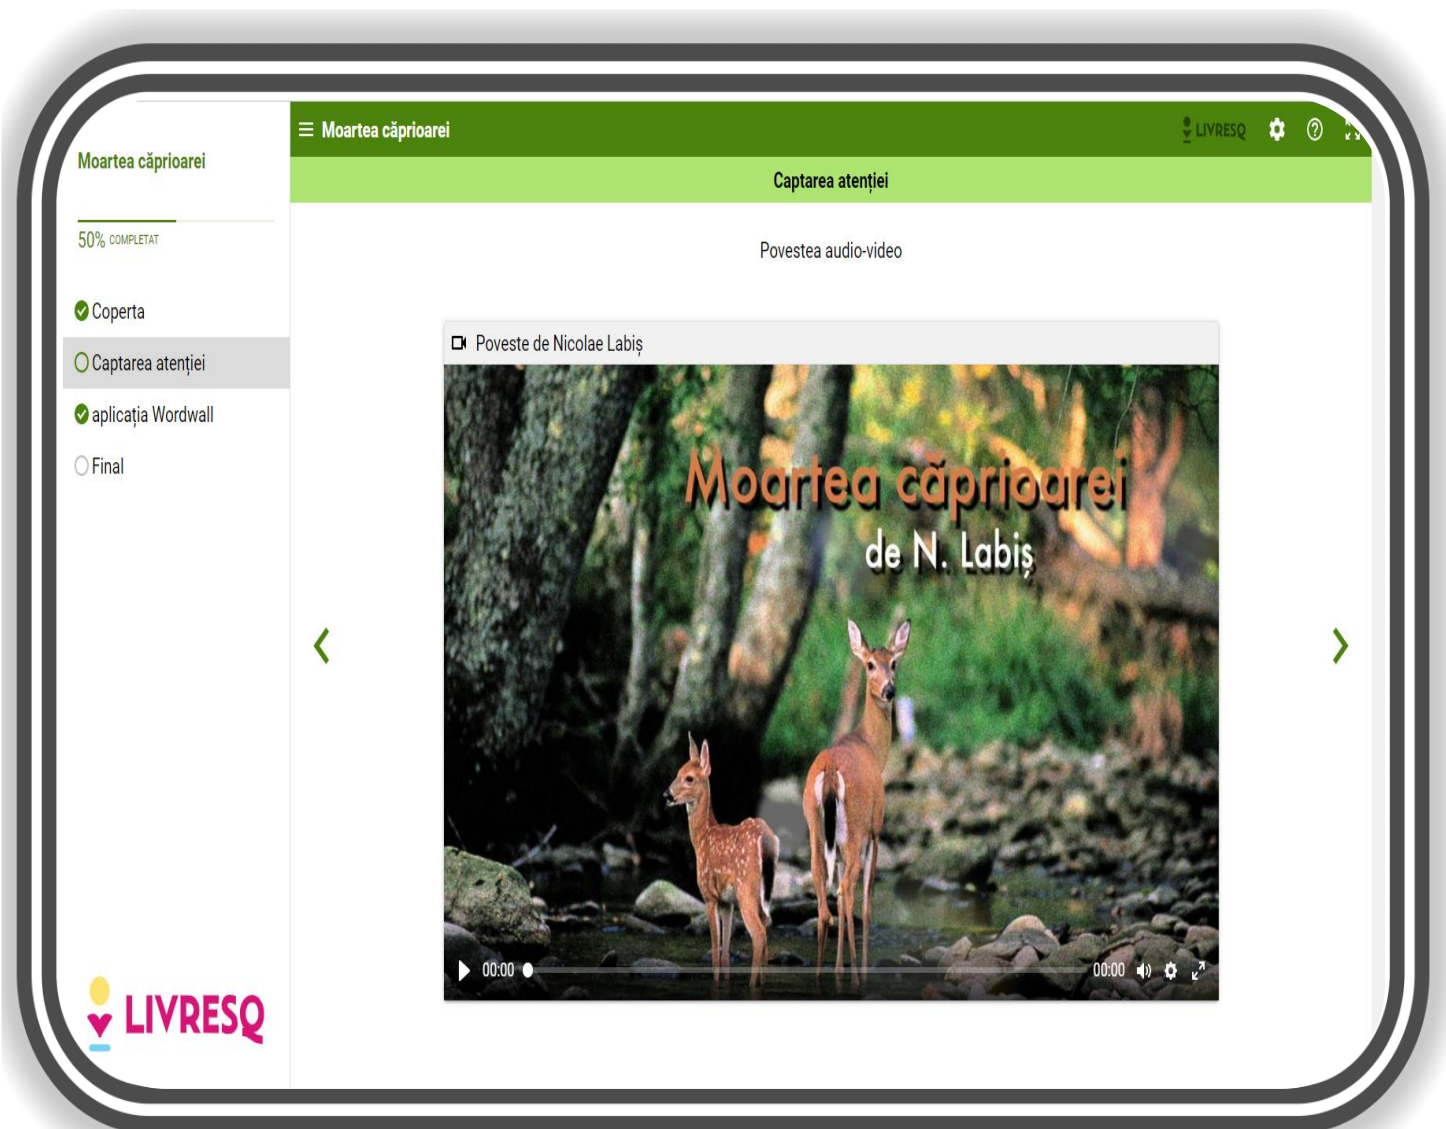 Moartea căprioarei
50% COMPLETAT
Coperta
Captarea atenției
aplicația Wordwall
Final
LIVRESQ
Moartea căprioarei
LIVRESQ
Captarea atenției
Povestea audio-video
Poveste de Nicolae Labiș
Moartea căprioarei
de N. Labiș
00:00
00:00